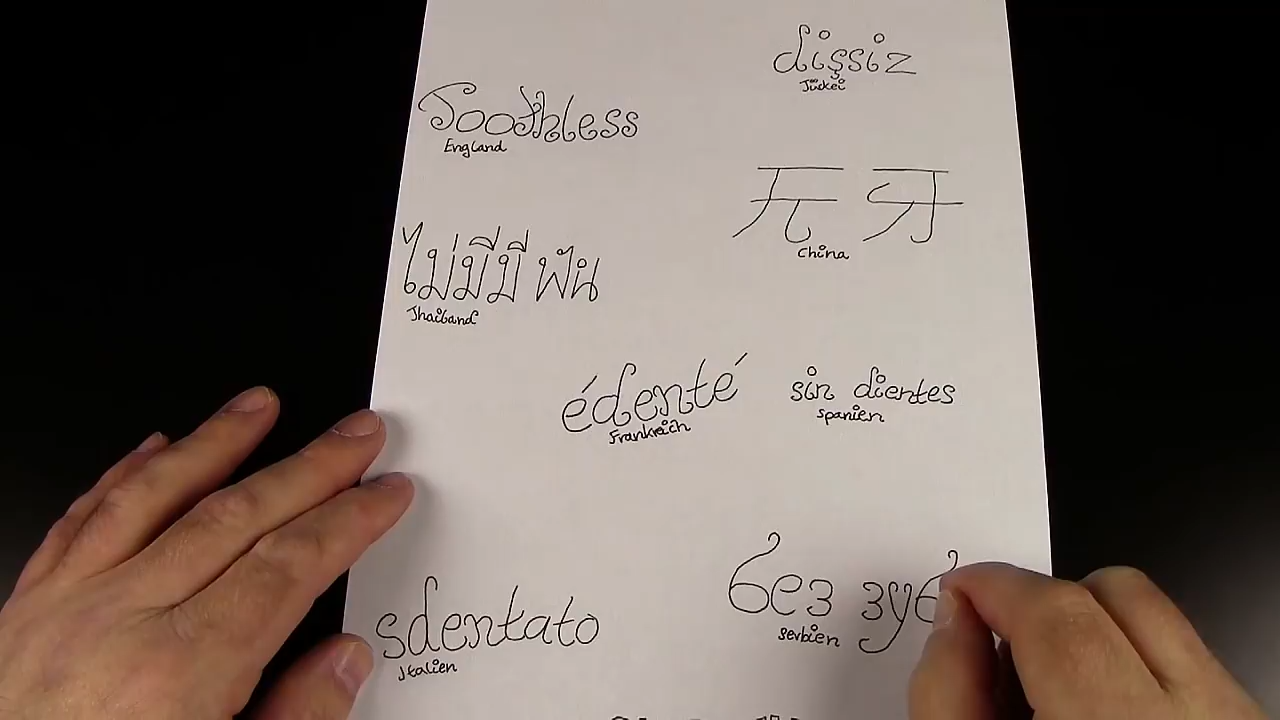 dişsiz
Türkei
Toothless
England
无 牙
China
ไม่มีมี ฟัน
Thailand
édenté
Frankreich
sin dientes
Spanien
без
Serbien
sdentato
Italien